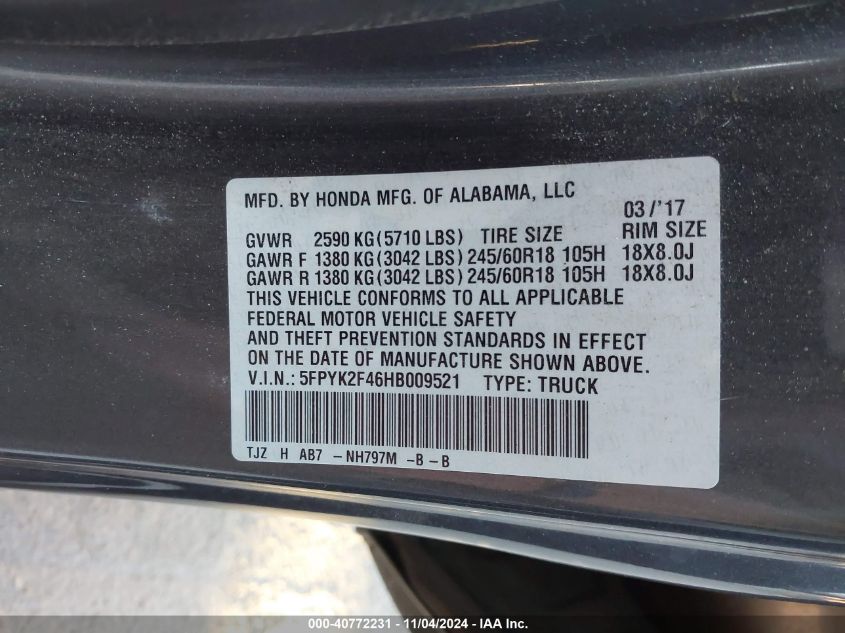 MFD. BY HONDA MFG. OF ALABAMA, LLC 03/'17
GVWR 2590 KG(5710 LBS) TIRE SIZE RIM SIZE
GAWR F 1380 KG(3042 LBS) 245/60R18 105H 18X8.0J
GAWR R 1380 KG(3042 LBS) 245/60R18 105H 18X8.0J
THIS VEHICLE CONFORMS TO ALL APPLICABLE
FEDERAL MOTOR VEHICLE SAFETY
AND THEFT PREVENTION STANDARDS IN EFFECT
ON THE DATE OF MANUFACTURE SHOWN ABOVE.
V.I.N.: 5FPYK2F46HB009521 TYPE: TRUCK
TJZ H AB7 -NH797M -B-B
000-40772231 - 11/04/2024 - IAA Inc.